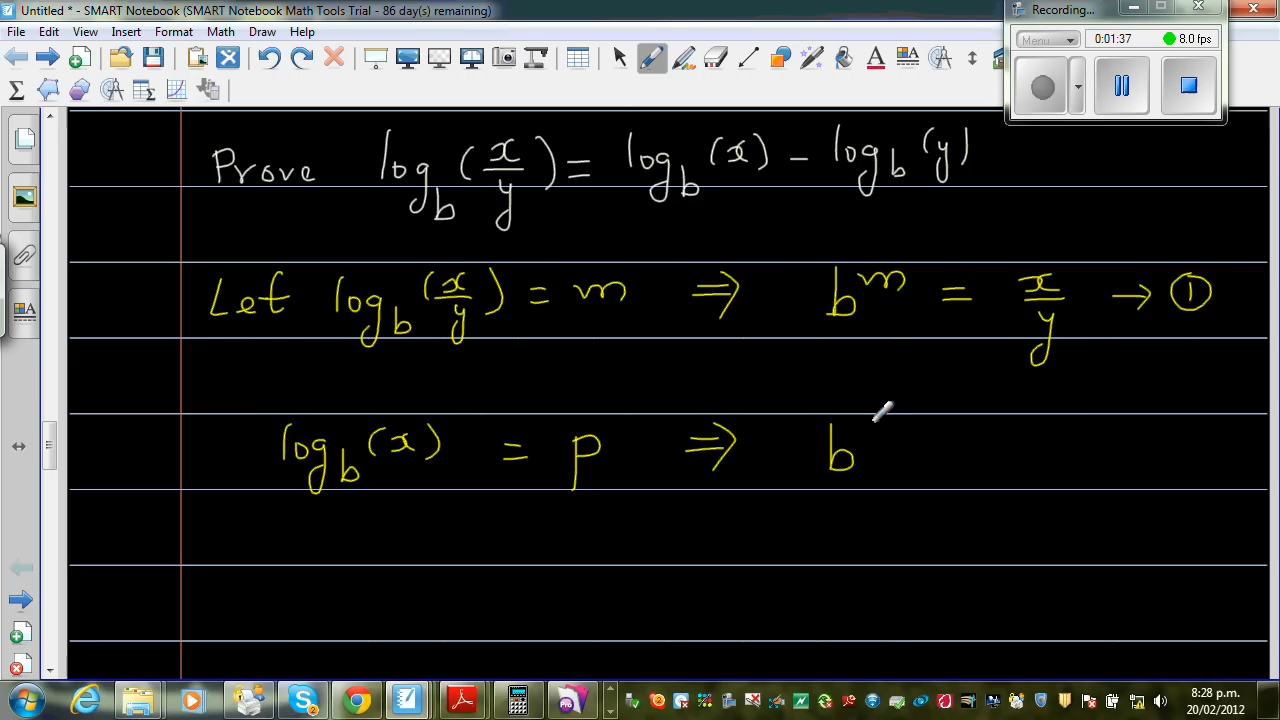 Untitled * - SMART Notebook (SMART Notebook Math Tools Trial - 86 day(s) remaining)
Recording...
File Edit View Insert Format Math Draw Help
Menu 0:01:37 8.0 fps
Prove log_b (x/y) = log_b (x) - log_b (y)
Let log_b (x/y) = m ⇒ b^m = x/y → ①
log_b (x) = p ⇒ b
8:28 p.m.
20/02/2012